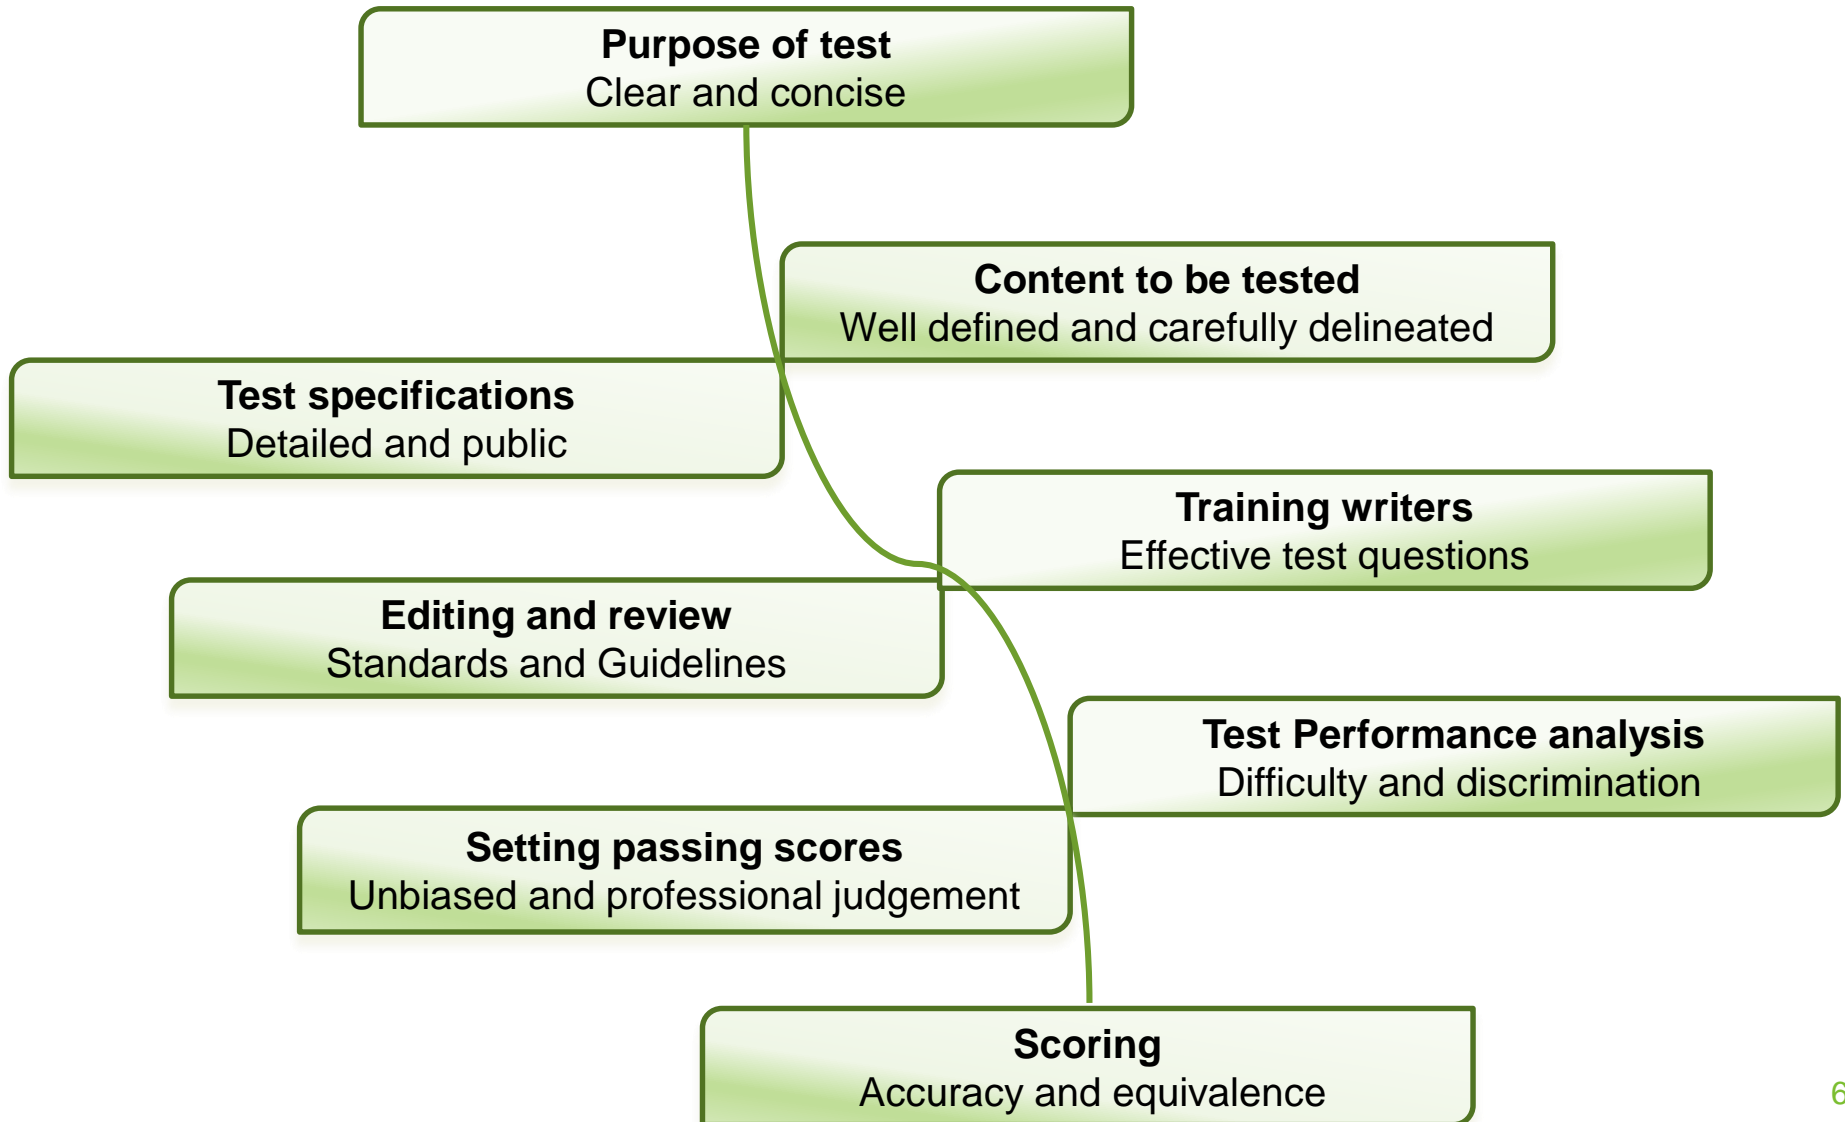 Purpose of test
Clear and concise
Content to be tested
Well defined and carefully delineated
Test specifications
Detailed and public
Training writers
Effective test questions
Editing and review
Standards and Guidelines
Test Performance analysis
Difficulty and discrimination
Setting passing scores
Unbiased and professional judgement
Scoring
Accuracy and equivalence
6